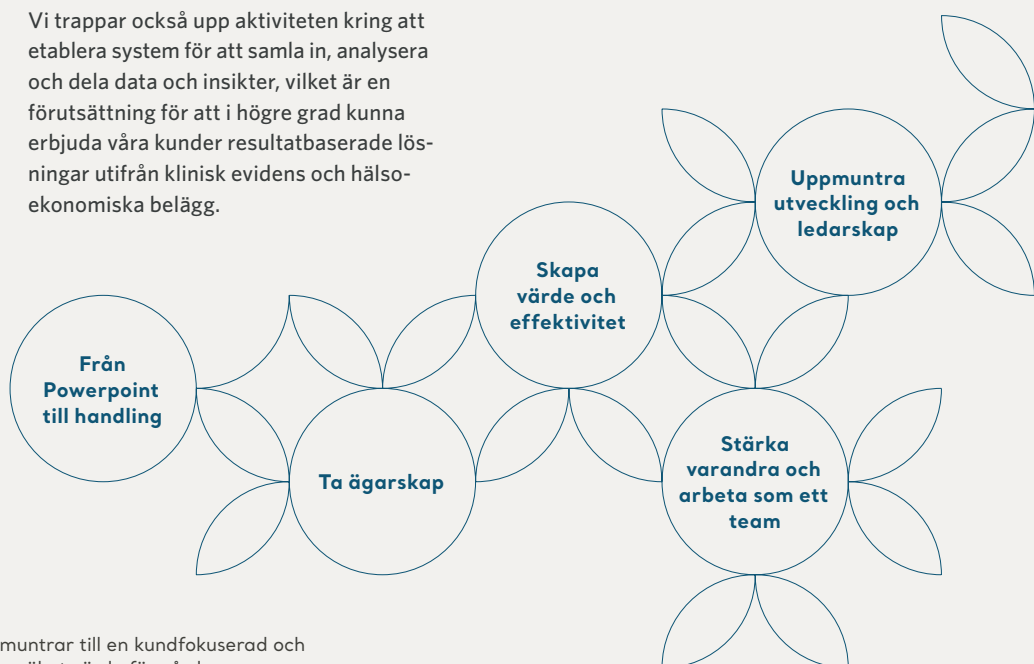 Vi trappar också upp aktiviteten kring att
etablera system för att samla in, analysera
och dela data och insikter, vilket är en
förutsättning för att i högre grad kunna
erbjuda våra kunder resultatbaserade lös-
ningar utifrån klinisk evidens och hälso-
ekonomiska belägg.
Uppmuntra
utveckling och
ledarskap
Skapa
värde och
effektivitet
Från
Powerpoint
till handling
Ta ägarskap
Stärka
varandra och
arbeta som ett
team
muntrar till en kundfokuserad och